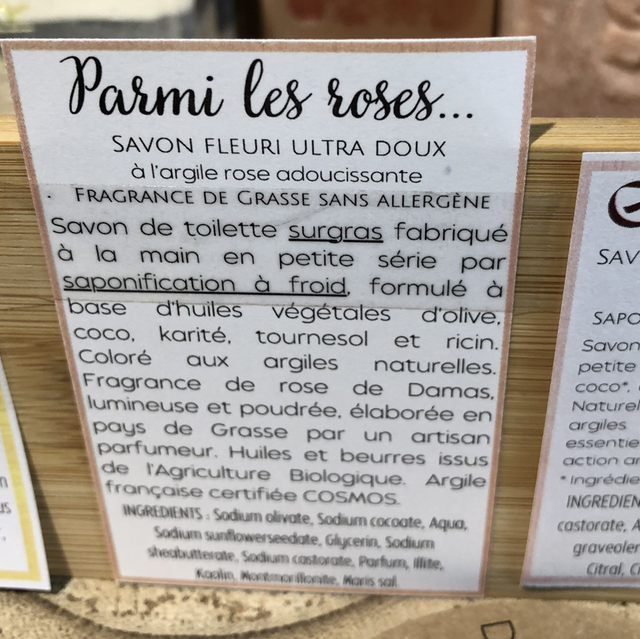 Parmi les roses...
SAVON FLEURI ULTRA DOUX
à l'argile rose adoucissante
FRAGRANCE DE GRASSE SANS ALLERGÈNE
Savon de toilette surgras fabriqué
à la main en petite série par
saponification à froid, formulé à
base d'huiles végétales d'olive,
coco, karité, tournesol et ricin.
Coloré aux argiles naturelles.
Fragrance de rose de Damas,
lumineuse et poudrée, élaborée en
pays de Grasse par un artisan
parfumeur. Huiles et beurres issus
de l'Agriculture Biologique. Argile
française certifiée COSMOS.
INGREDIENTS : Sodium olivate, Sodium cocoate, Aqua,
Sodium sunflowerseedate, Glycerin, Sodium
sheabutterate, Sodium castorate, Parfum, illite,
Kaolin, Montmorillonite, Maris sal.
SAV
SAPO
Savon
petite
coco*,
Naturel
argiles
essentie
action an
* Ingrédie
INGREDIEN
castorate, A
graveoler
Citral, Ci